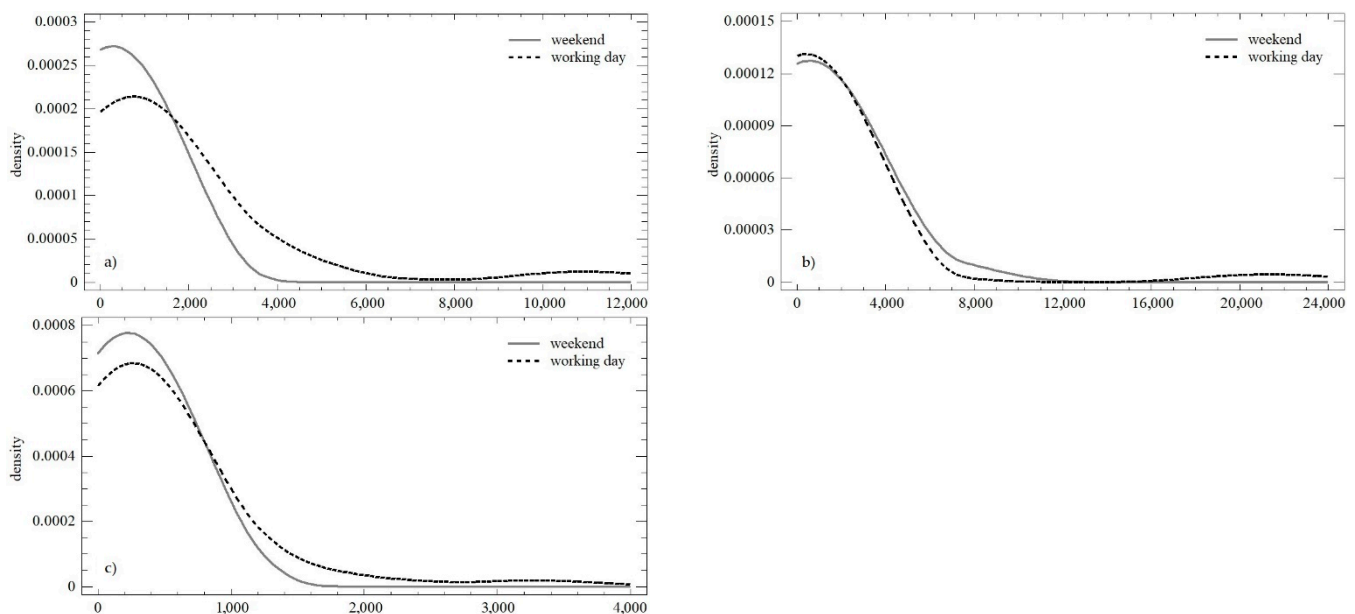 0.0003
0.00025
0.0002
0.00015
0.0001
0.00005
0
density
weekend
working day
a)
0 2,000 4,000 6,000 8,000 10,000 12,000
0.00015
0.00012
0.00009
0.00006
0.00003
0
density
weekend
working day
b)
0 4,000 8,000 12,000 16,000 20,000 24,000
0.0008
0.0006
0.0004
0.0002
0
density
weekend
working day
c)
0 1,000 2,000 3,000 4,000